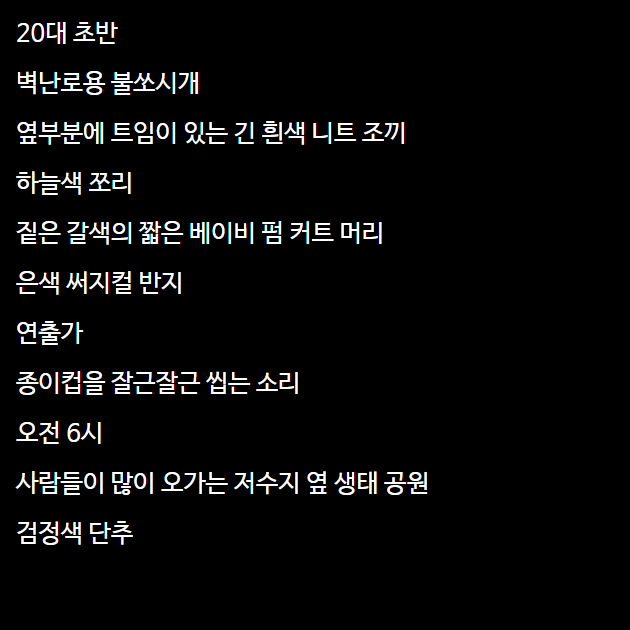 20대 초반
벽난로용 불쏘시개
옆부분에 트임이 있는 긴 흰색 니트 조끼
하늘색 쪼리
짙은 갈색의 짧은 베이비 펌 커트 머리
은색 써지컬 반지
연출가
종이컵을 잘근잘근 씹는 소리
오전 6시
사람들이 많이 오가는 저수지 옆 생태 공원
검정색 단추